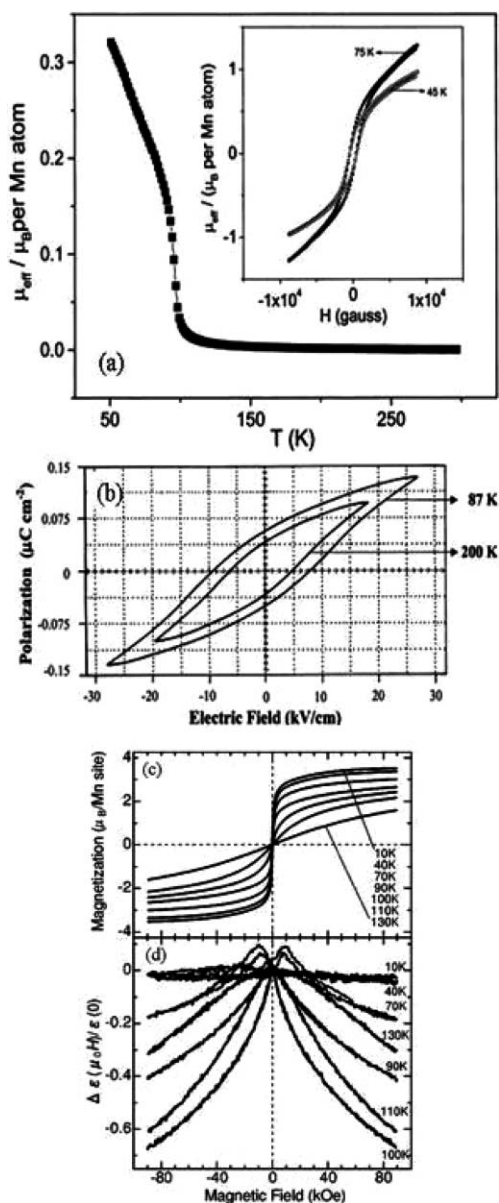 μeff / μB per Mn atom
0.3
0.2
0.1
0.0
(a)
50
150
250
T (K)
μeff / (μB per Mn atom)
1
0
-1
75 K
45 K
-1x10⁴
0
1x10⁴
H (gauss)
(b)
Polarization (μC cm⁻²)
0.15
0.075
0
-0.075
-0.15
87 K
200 K
-30
-20
-10
0
10
20
30
Electric Field (kV/cm)
(c)
Magnetization (μB/Mn site)
4
2
0
-2
-4
10K
40K
70K
90K
100K
110K
130K
(d)
Δ ε (μ₀H)/ ε (0)
0
-0.2
-0.4
-0.6
10K
40K
70K
130K
90K
110K
100K
-80
-40
0
40
80
Magnetic Field (kOe)